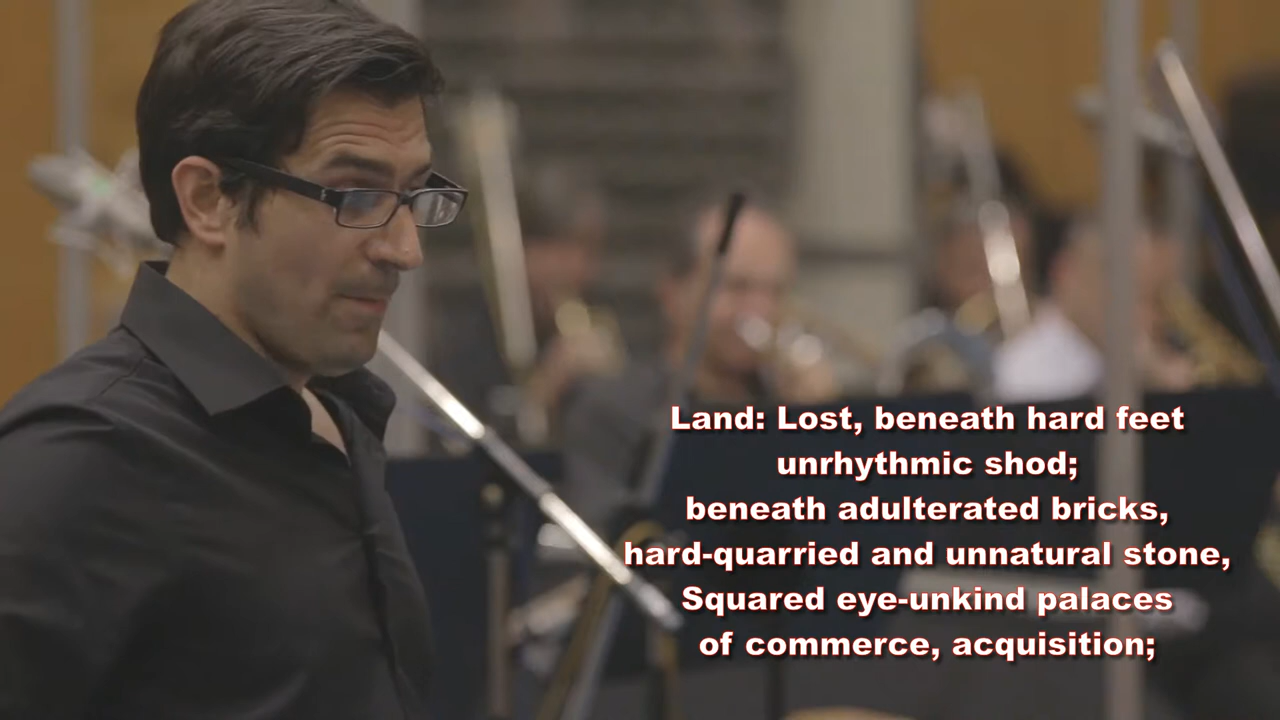 Land: Lost, beneath hard feet
unrhythmic shod;
beneath adulterated bricks,
hard-quarried and unnatural stone,
Squared eye-unkind palaces
of commerce, acquisition;